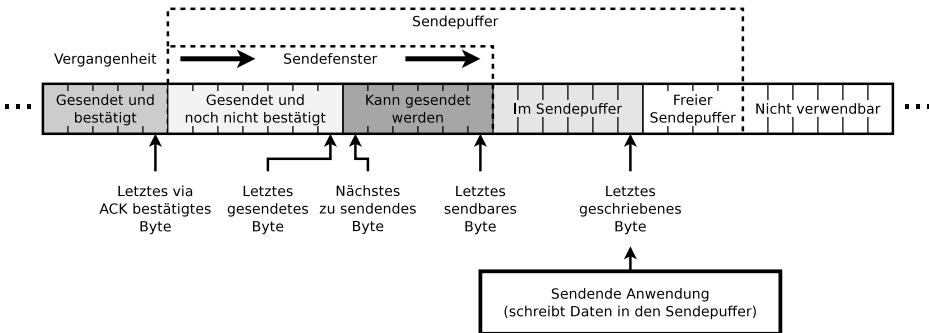 Sendepuffer
Vergangenheit
Sendefenster
Gesendet und
bestätigt
Gesendet und
noch nicht bestätigt
Kann gesendet
werden
Im Sendepuffer
Freier
Sendepuffer
Nicht verwendbar
Letztes via
ACK bestätigtes
Byte
Letztes
gesendetes
Byte
Nächstes
zu sendendes
Byte
Letztes
sendbares
Byte
Letztes
geschriebenes
Byte
Sendende Anwendung
(schreibt Daten in den Sendepuffer)